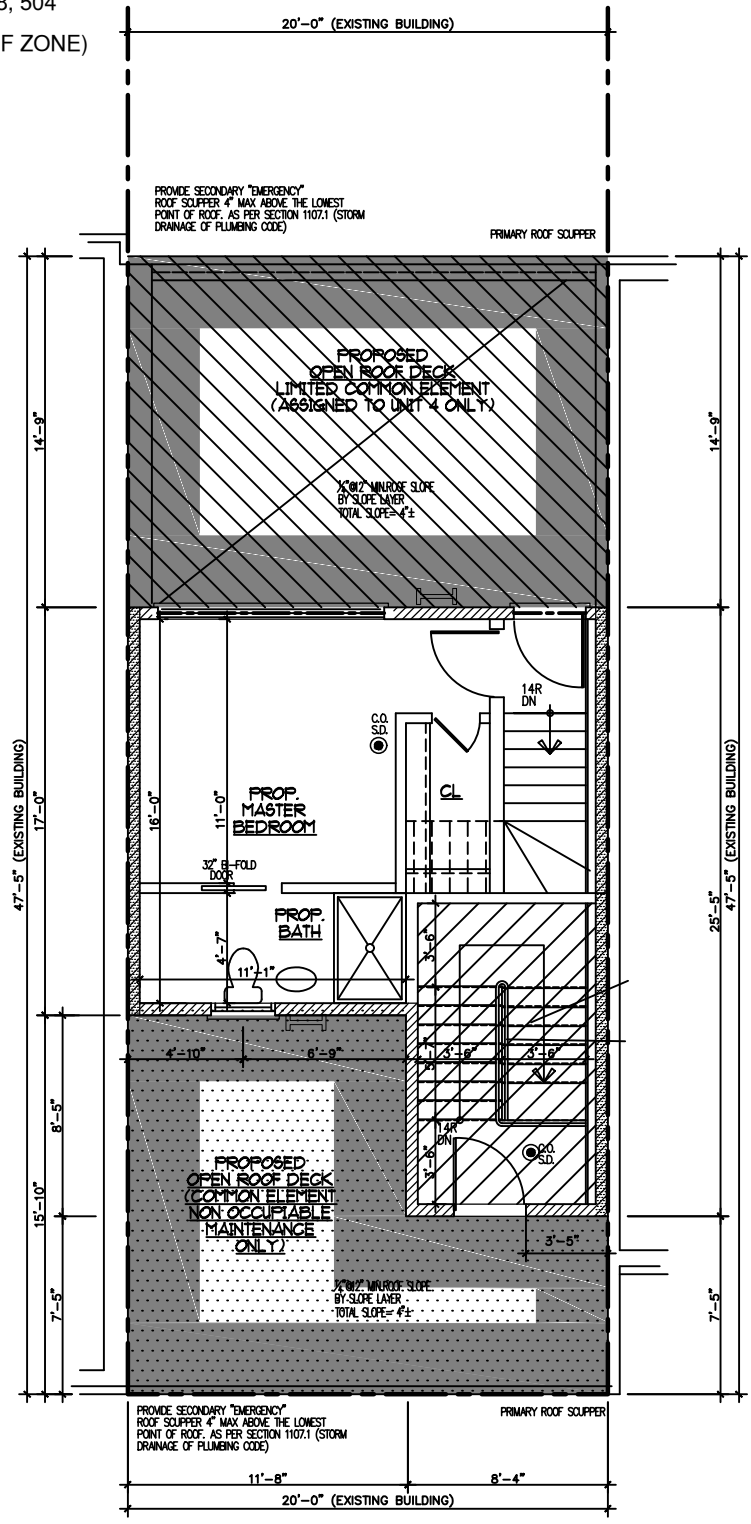 3, 504
F ZONE)
20'-0" (EXISTING BUILDING)
PROVIDE SECONDARY "EMERGENCY"
ROOF SCUPPER 4" MAX ABOVE THE LOWEST
POINT OF ROOF. AS PER SECTION 1107.1 (STORM
DRAINAGE OF PLUMBING CODE)
PRIMARY ROOF SCUPPER
PROPOSED
OPEN ROOF DECK
LIMITED COMMON ELEMENT
(ASSIGNED TO UNIT 4 ONLY)
¼"@12" MIN.ROOF SLOPE
BY SLOPE LAYER
TOTAL SLOPE= 4"±
14'-9"
14'-9"
47'-5" (EXISTING BUILDING)
17'-0"
16'-0"
11'-0"
14R
DN
C.O.
S.D.
CL
PROP.
MASTER
BEDROOM
32" BI-FOLD
DOOR
PROP.
BATH
4'-7"
11'-1"
3'-6"
25'-5"
47'-5" (EXISTING BUILDING)
4'-10"
6'-9"
5'-7"
3'-6"
3'-6"
14R
DN
C.O.
S.D.
3'-6"
3'-5"
8'-5"
15'-10"
7'-5"
7'-5"
PROPOSED
OPEN ROOF DECK
(COMMON ELEMENT
NON OCCUPIABLE
MAINTENANCE
ONLY)
¼"@12" MIN.ROOF SLOPE
BY SLOPE LAYER
TOTAL SLOPE= 4"±
PROVIDE SECONDARY "EMERGENCY"
ROOF SCUPPER 4" MAX ABOVE THE LOWEST
POINT OF ROOF. AS PER SECTION 1107.1 (STORM
DRAINAGE OF PLUMBING CODE)
PRIMARY ROOF SCUPPER
11'-8"
8'-4"
20'-0" (EXISTING BUILDING)